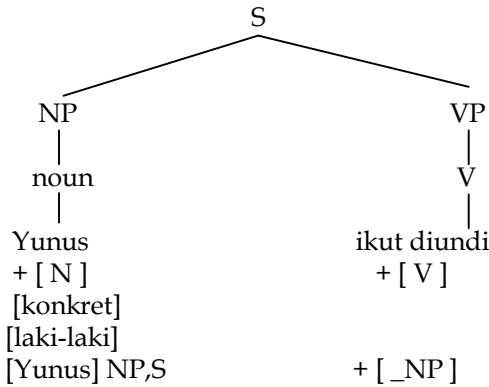 S
NP VP
noun V
Yunus ikut diundi
+ [ N ] + [ V ]
[konkret]
[laki-laki]
[Yunus] NP,S + [ _NP ]